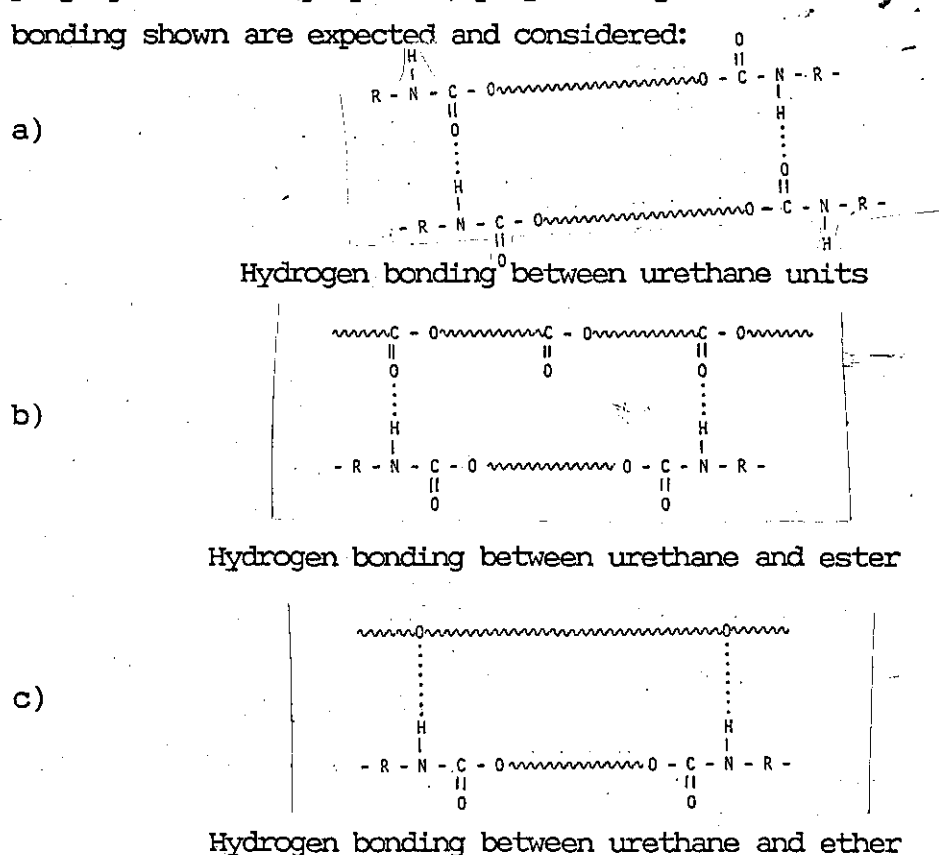 bonding shown are expected and considered:
a)
H O
R - N - C - O O - C - N - R -
O H
H O
- R - N - C - O O - C - N - R -
O H
Hydrogen bonding between urethane units
b)
C - O C - O C - O
O O O
H H
- R - N - C - O O - C - N - R -
O O
Hydrogen bonding between urethane and ester
c)
O O
H H
- R - N - C - O O - C - N - R -
O O
Hydrogen bonding between urethane and ether